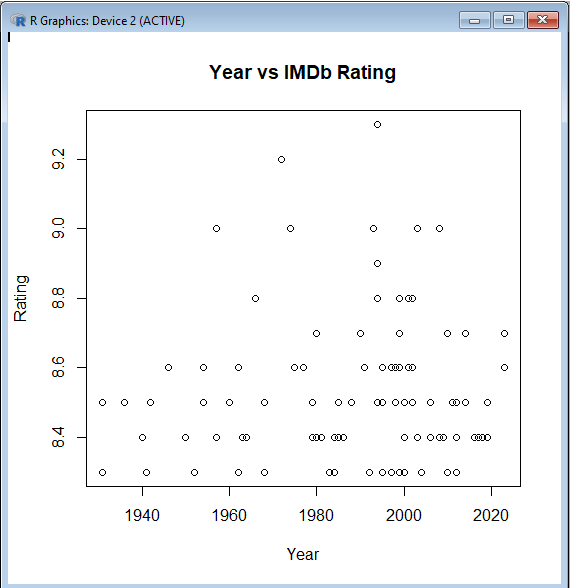 R Graphics: Device 2 (ACTIVE)
Year vs IMDb Rating
9.2
9.0
8.8
8.6
8.4
Rating
1940 1960 1980 2000 2020
Year